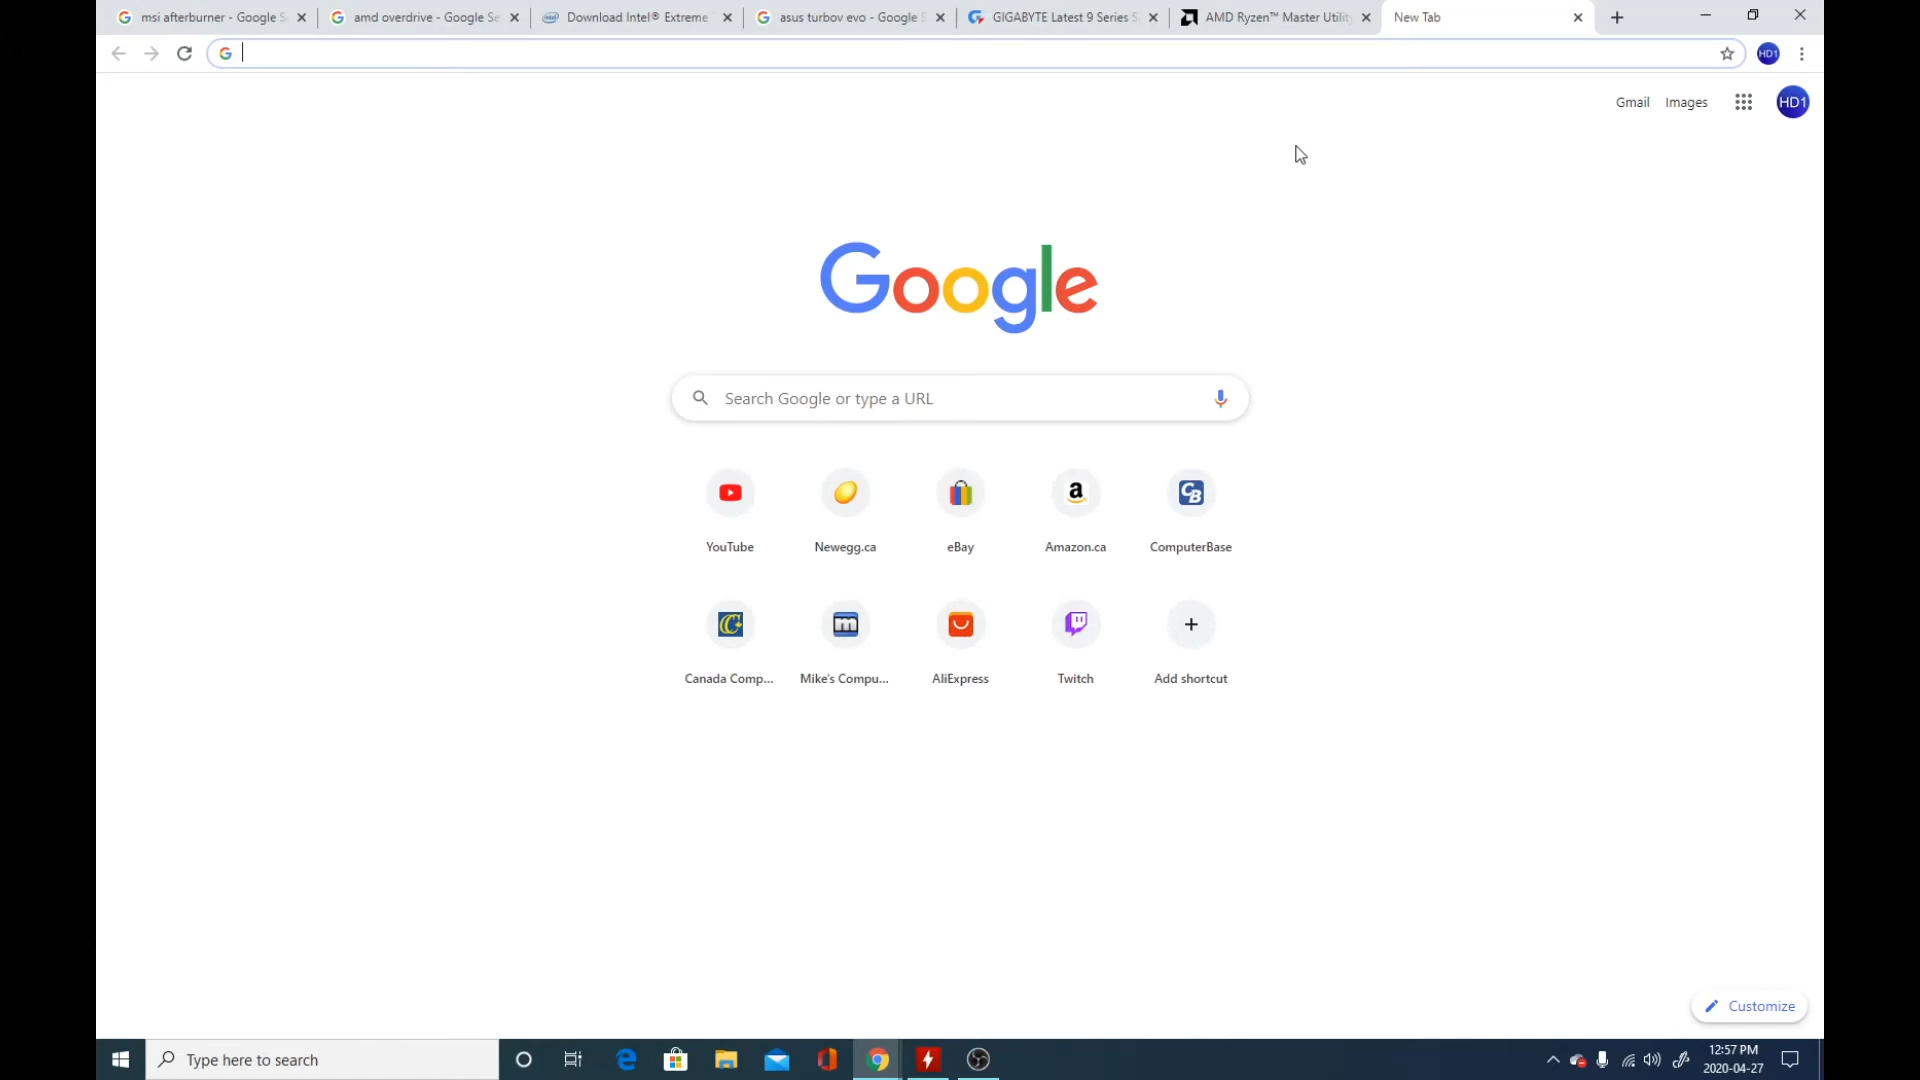 msi afterburner - Google S
amd overdrive - Google Se
Download Intel® Extreme
asus turbov evo - Google S
GIGABYTE Latest 9 Series S
AMD Ryzen™ Master Utility
New Tab
HD1
Gmail
Images
HD1
Google
Search Google or type a URL
YouTube
Newegg.ca
eBay
Amazon.ca
ComputerBase
Canada Comp...
Mike's Compu...
AliExpress
Twitch
Add shortcut
Customize
Type here to search
12:57 PM
2020-04-27